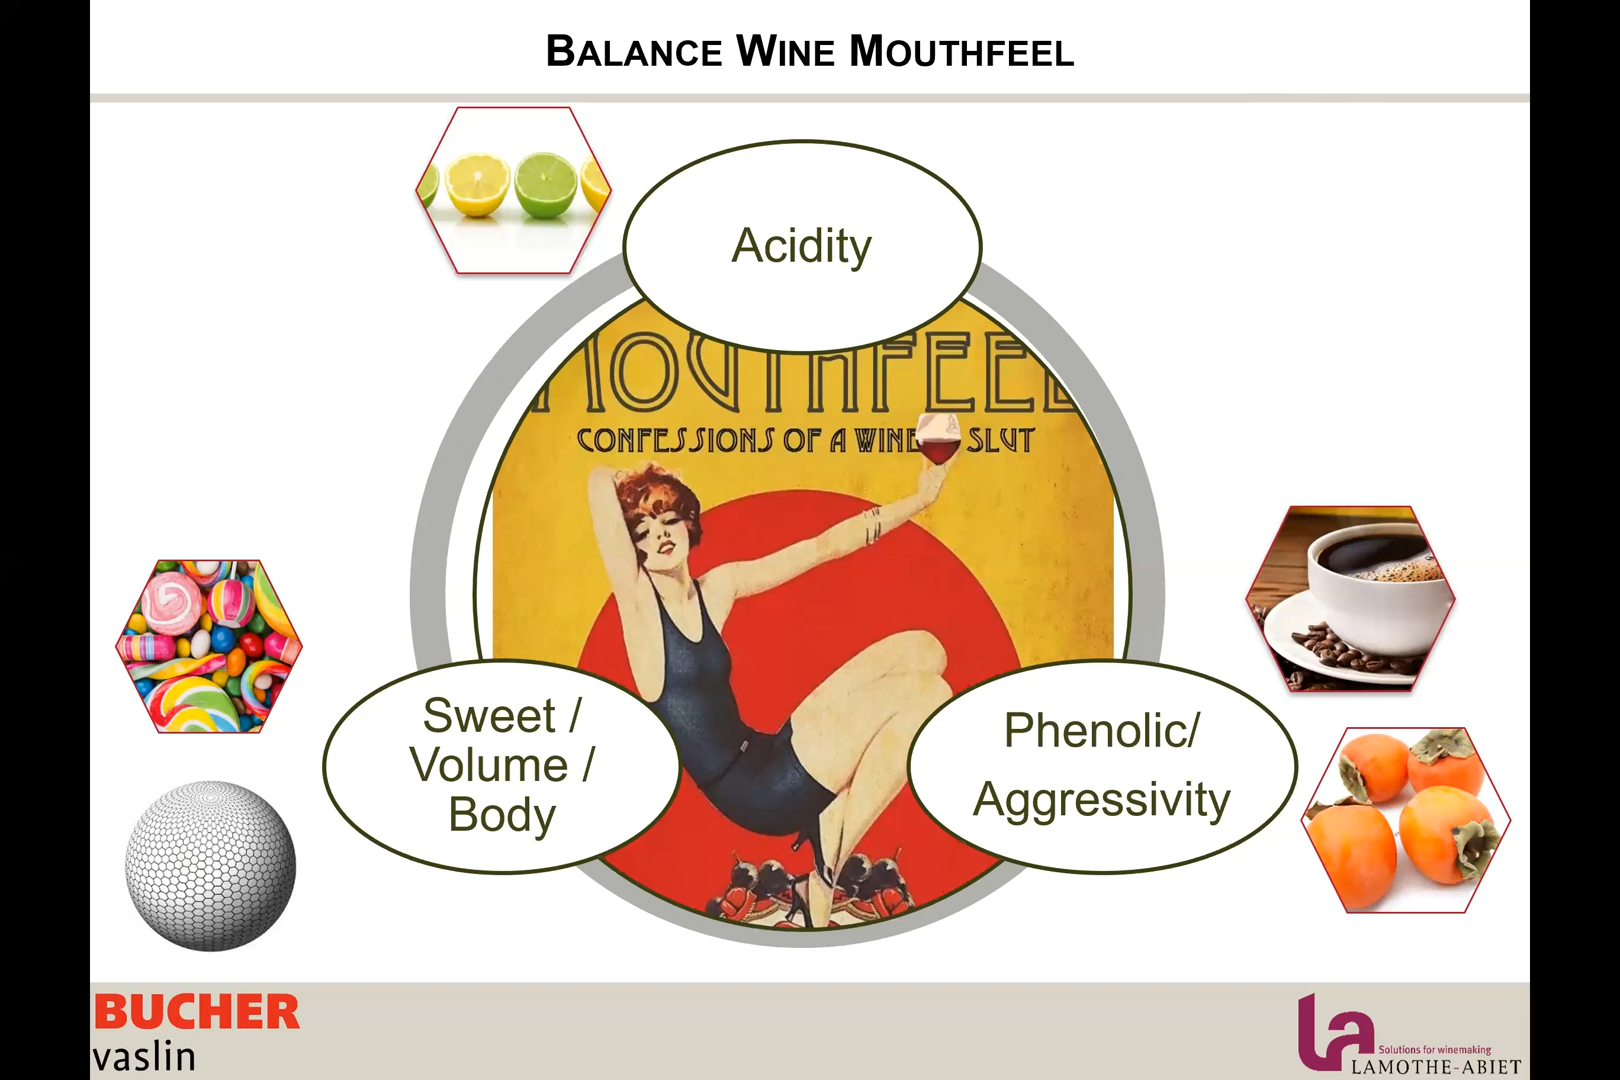 BALANCE WINE MOUTHFEEL
Acidity
MOUTHFEEL
CONFESSIONS OF A WINE SLUT
Sweet /
Volume /
Body
Phenolic/
Aggressivity
BUCHER
vaslin
la
Solutions for winemaking
LAMOTHE-ABIET